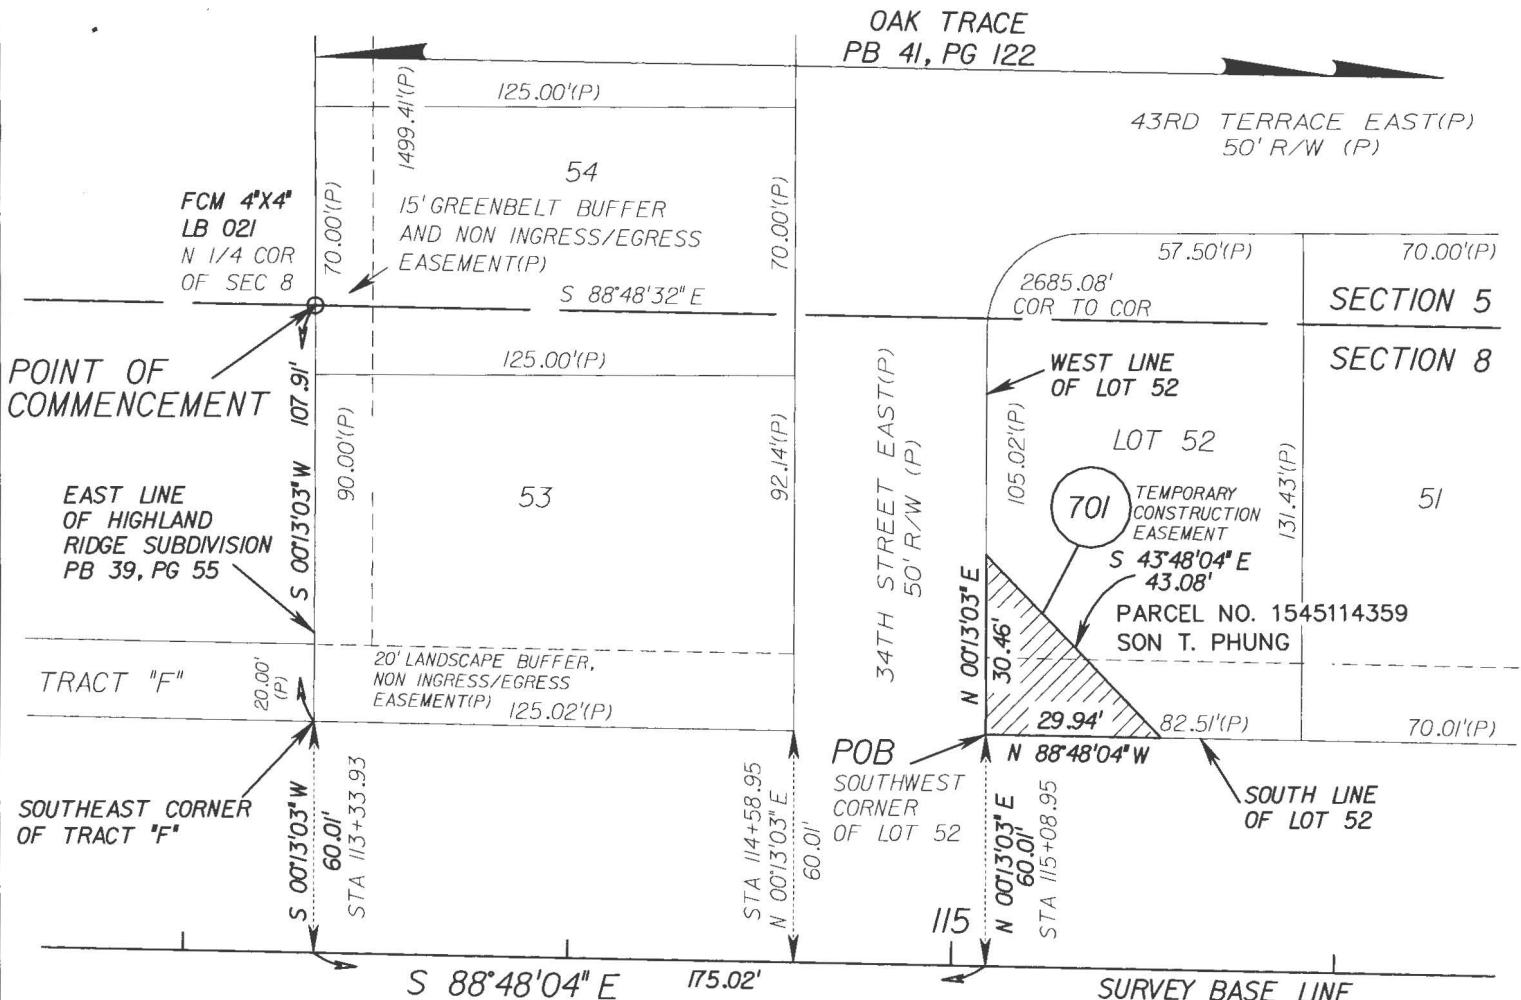 OAK TRACE
PB 41, PG 122
125.00'(P)
1499.41'(P)
43RD TERRACE EAST(P)
50' R/W (P)
54
FCM 4"X4"
LB 021
N 1/4 COR
OF SEC 8
70.00'(P)
15' GREENBELT BUFFER
AND NON INGRESS/EGRESS
EASEMENT(P)
70.00'(P)
57.50'(P)
70.00'(P)
S 88°48'32" E
2685.08'
COR TO COR
SECTION 5
SECTION 8
POINT OF
COMMENCEMENT
125.00'(P)
WEST LINE
OF LOT 52
S 00°13'03" W 107.91'
90.00'(P)
92.14'(P)
34TH STREET EAST(P)
50' R/W (P)
105.02'(P)
LOT 52
131.43'(P)
EAST LINE
OF HIGHLAND
RIDGE SUBDIVISION
PB 39, PG 55
53
701
TEMPORARY
CONSTRUCTION
EASEMENT
51
S 43°48'04" E
43.08'
N 00°13'03" E
30.46'
PARCEL NO. 1545114359
SON T. PHUNG
TRACT "F"
20.00'
(P)
20' LANDSCAPE BUFFER,
NON INGRESS/EGRESS
EASEMENT(P)
125.02'(P)
29.94'
82.51'(P)
70.01'(P)
POB
SOUTHWEST
CORNER
OF LOT 52
N 88°48'04" W
SOUTHEAST CORNER
OF TRACT "F"
S 00°13'03" W
60.01'
STA 113+33.93
STA 114+58.95
N 00°13'03" E
60.01'
N 00°13'03" E
60.01'
STA 115+08.95
SOUTH LINE
OF LOT 52
115
S 88°48'04" E 175.02'
SURVEY BASE LINE